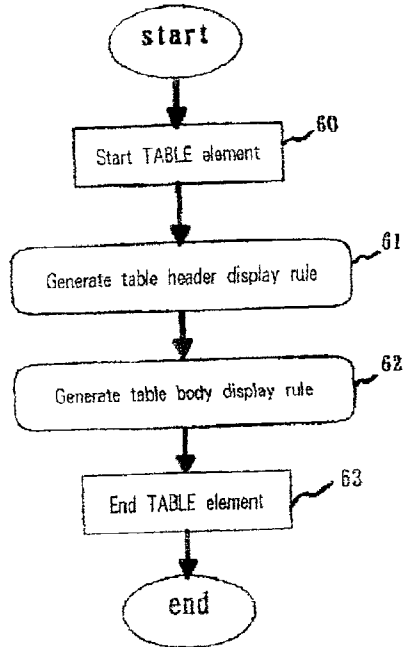 start
60
Start TABLE element
61
Generate table header display rule
62
Generate table body display rule
63
End TABLE element
end